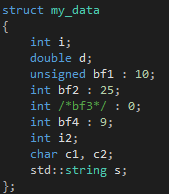 struct my_data
{
    int i;
    double d;
    unsigned bf1 : 10;
    int bf2 : 25;
    int /*bf3*/ : 0;
    int bf4 : 9;
    int i2;
    char c1, c2;
    std::string s;
};